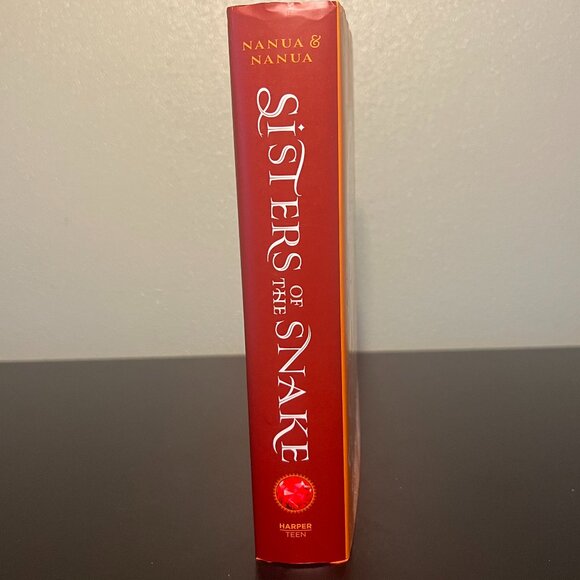 NANUA &
NANUA
SISTERS
OF
THE
SNAKE
HARPER
TEEN